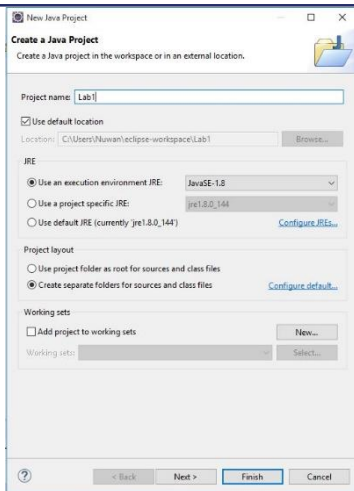 New Java Project
Create a Java Project
Create a Java project in the workspace or in an external location.
Project name: Lab1
Use default location
Location: C:\Users\Nuwan\eclipse-workspace\Lab1 Browse...
JRE
Use an execution environment JRE: JavaSE-1.8
Use a project specific JRE: jre1.8.0_144
Use default JRE (currently 'jre1.8.0_144') Configure JREs...
Project layout
Use project folder as root for sources and class files
Create separate folders for sources and class files Configure default...
Working sets
Add project to working sets New...
Working sets: Select...
? < Back Next > Finish Cancel